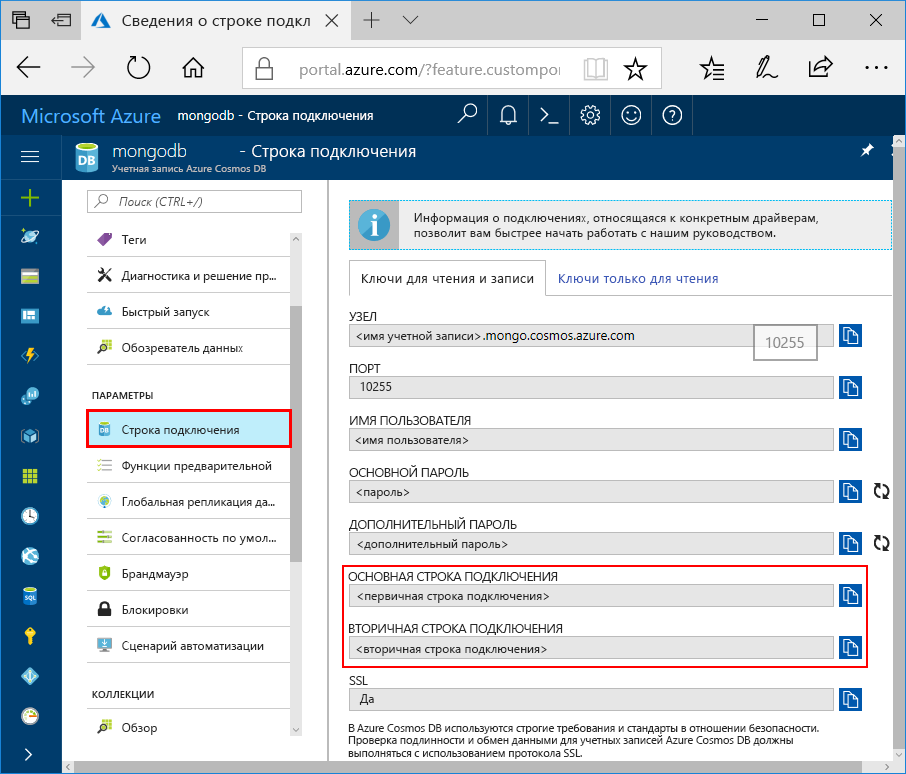 Сведения о строке подкл
portal.azure.com/?feature.custompo
Microsoft Azure
mongodb - Строка подключения
DB
mongodb - Строка подключения
Учетная запись Azure Cosmos DB
Поиск (CTRL+/)
Теги
Диагностика и решение пр...
Быстрый запуск
Обозреватель данных
ПАРАМЕТРЫ
Строка подключения
Функции предварительной
Глобальная репликация да...
Согласованность по умол...
Брандмауэр
Блокировки
Сценарий автоматизации
КОЛЛЕКЦИИ
Обзор
SQL
Информация о подключениях, относящаяся к конкретным драйверам,
позволит вам быстрее начать работать с нашим руководством.
Ключи для чтения и записи
Ключи только для чтения
УЗЕЛ
<имя учетной записи>.mongo.cosmos.azure.com
10255
ПОРТ
10255
ИМЯ ПОЛЬЗОВАТЕЛЯ
<имя пользователя>
ОСНОВНОЙ ПАРОЛЬ
<пароль>
ДОПОЛНИТЕЛЬНЫЙ ПАРОЛЬ
<дополнительный пароль>
ОСНОВНАЯ СТРОКА ПОДКЛЮЧЕНИЯ
<первичная строка подключения>
ВТОРИЧНАЯ СТРОКА ПОДКЛЮЧЕНИЯ
<вторичная строка подключения>
SSL
Да
В Azure Cosmos DB используются строгие требования и стандарты в отношении безопасности.
Проверка подлинности и обмен данными для учетных записей Azure Cosmos DB должны
выполняться с использованием протокола SSL.